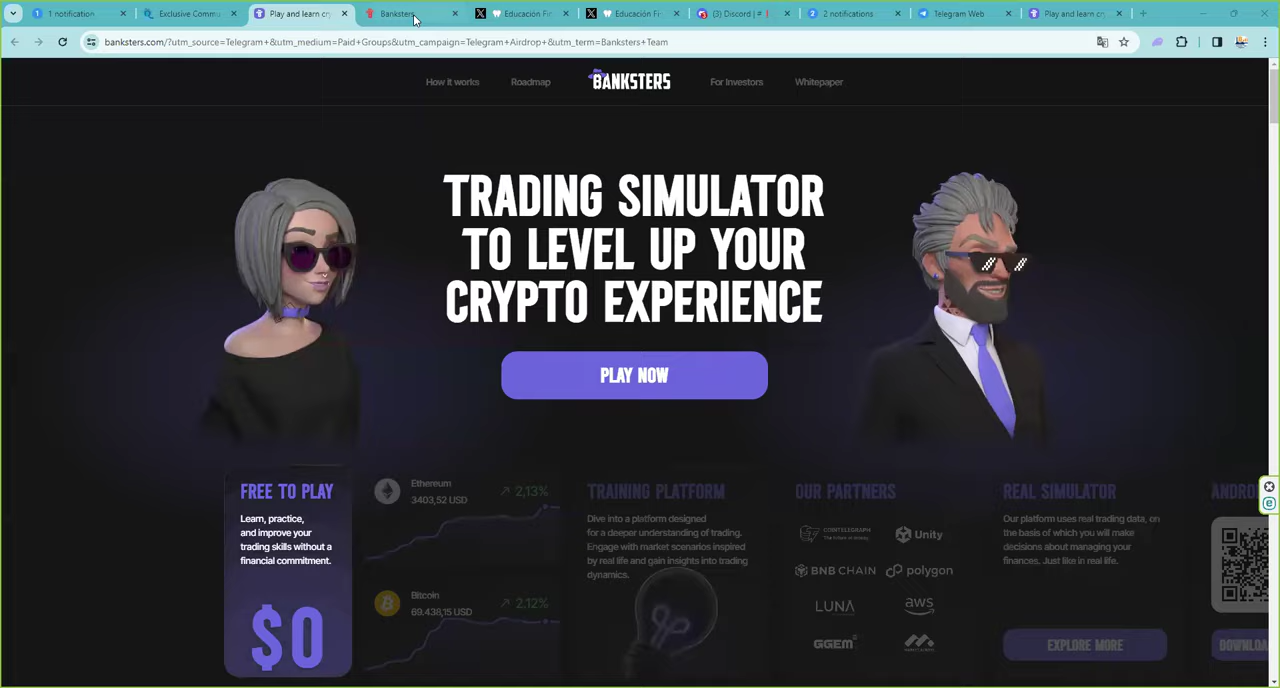 1 notification
Exclusive Commu
Play and learn cr
Banksters
Educación Fi
Educación Fi
(3) Discord | #
2 notifications
Telegram Web
Play and learn cr
banksters.com/?utm_source=Telegram+&utm_medium=Paid+Groups&utm_campaign=Telegram+Airdrop+&utm_term=Banksters+Team
How it works
Roadmap
BANKSTERS
For Investors
Whitepaper
TRADING SIMULATOR
TO LEVEL UP YOUR
CRYPTO EXPERIENCE
PLAY NOW
FREE TO PLAY
Learn, practice,
and improve your
trading skills without a
financial commitment.
$0
Ethereum
3403,52 USD
2,13%
Bitcoin
69.438,15 USD
2,12%
TRAINING PLATFORM
Dive into a platform designed
for a deeper understanding of trading.
Engage with market scenarios inspired
by real life and gain insights into trading
dynamics.
OUR PARTNERS
COINTELEGRAPH
Unity
BNB CHAIN
polygon
LUNA
aws
GGEM
REAL SIMULATOR
Our platform uses real trading data, on
the basis of which you will make
decisions about managing your
finances. Just like in real life.
EXPLORE MORE
ANDRO
DOWNLOA